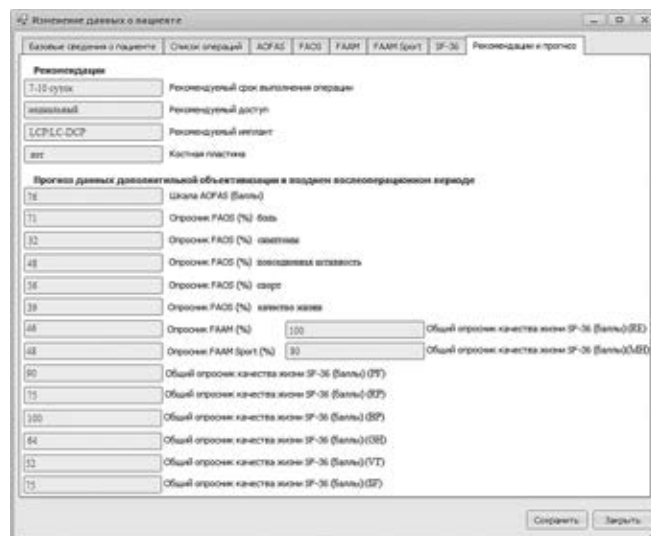 Изменение данных о пациенте
Базовые сведения о пациенте Список операций AOFAS FAOS FAAM FAAM Sport SF-36 Рекомендации и прогноз
Рекомендации
7-10 суток Рекомендуемый срок выполнения операции
медиальный Рекомендуемый доступ
LCP/LC-DCP Рекомендуемый имплант
нет Костная пластина
Прогноз данных дополнительной объективизации в позднем послеоперационном периоде
76 Шкала AOFAS (баллы)
71 Опросник FAOS (%) боль
32 Опросник FAOS (%) симптомы
48 Опросник FAOS (%) повседневная активность
56 Опросник FAOS (%) спорт
39 Опросник FAOS (%) качество жизни
Опросник FAAM (%) 100 Общий опросник качества жизни SF-36 (баллы)(RE)
48 Опросник FAAM Sport (%) 80 Общий опросник качества жизни SF-36 (баллы)(MH)
90 Общий опросник качества жизни SF-36 (баллы)(PF)
75 Общий опросник качества жизни SF-36 (баллы)(RP)
100 Общий опросник качества жизни SF-36 (баллы)(BP)
64 Общий опросник качества жизни SF-36 (баллы)(GH)
52 Общий опросник качества жизни SF-36 (баллы)(VT)
75 Общий опросник качества жизни SF-36 (баллы)(SF)
Сохранить Закрыть